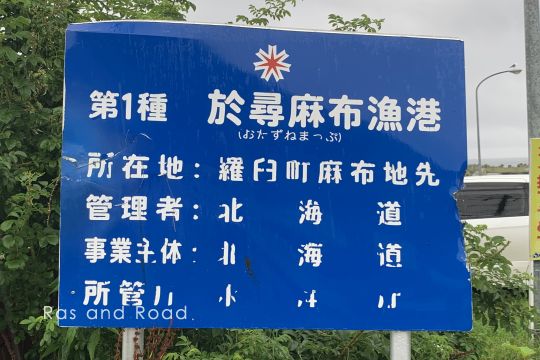 第1種 於尋麻布漁港
(おたずねまっぷ)
所在地：羅臼町麻布地先
管理者：北海道
事業主体：北海道
所管
Ras and Road